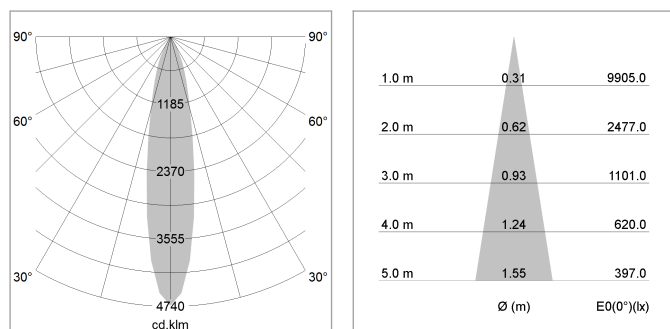 90° 90°
1185
60° 60°
2370
3555
30° 30°
4740
cd.klm
1.0 m 0.31 9905.0
2.0 m 0.62 2477.0
3.0 m 0.93 1101.0
4.0 m 1.24 620.0
5.0 m 1.55 397.0
Ø (m) E0(0°)(lx)